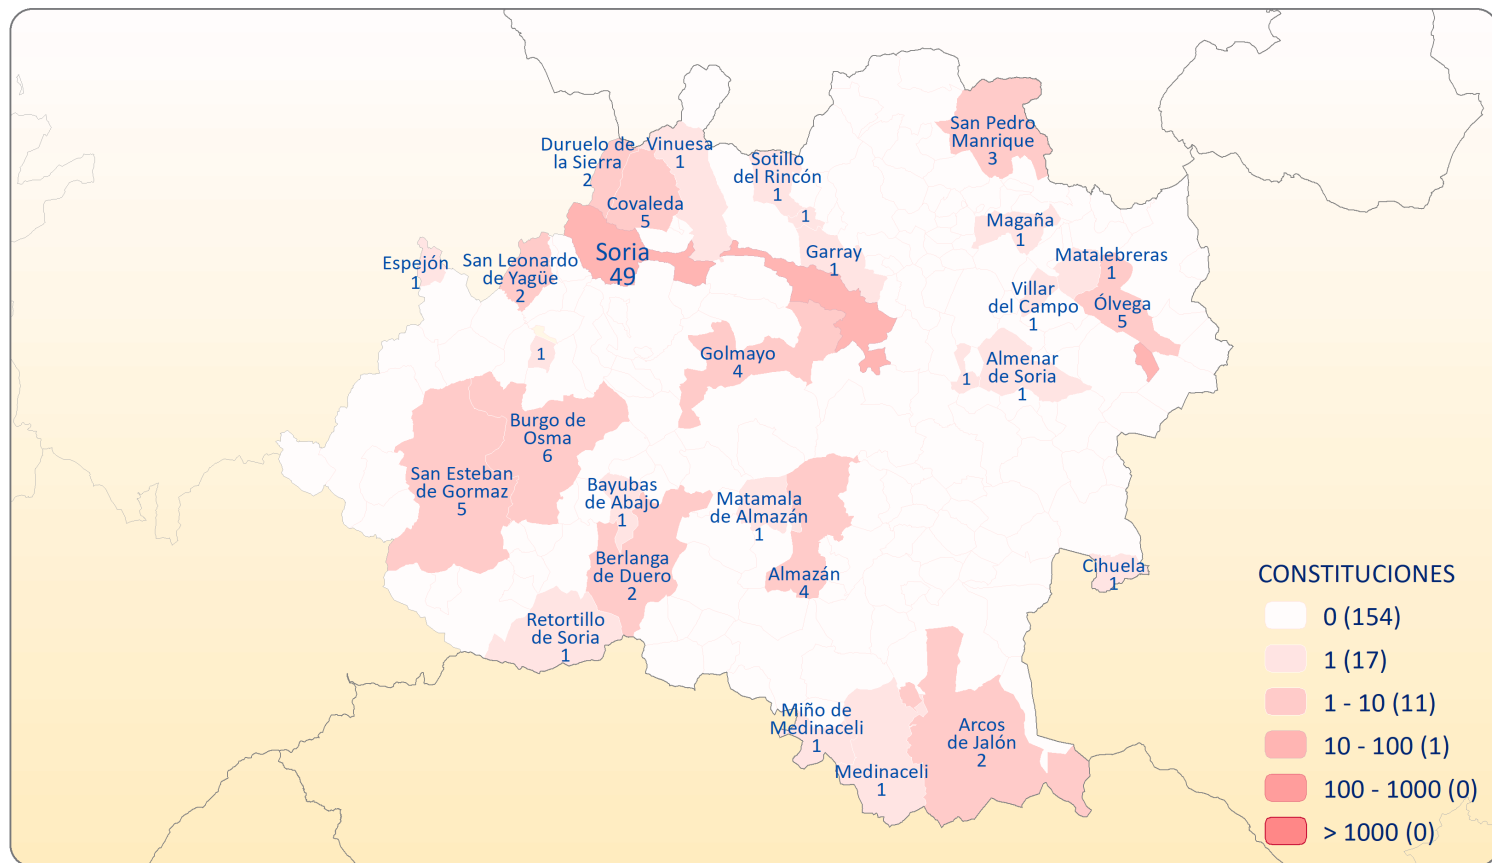 San Pedro
Manrique
3
Duruelo de
la Sierra
2
Vinuesa
1
Sotillo
del Rincón
1
Covaleda
5
1
Magaña
1
Soria
49
Garray
1
Espejón
1
San Leonardo
de Yagüe
2
Matalebreras
1
Villar
del Campo
1
Ólvega
5
1
Golmayo
4
Almenar
de Soria
1
1
Burgo de
Osma
6
San Esteban
de Gormaz
5
Bayubas
de Abajo
1
Matamala
de Almazán
1
Berlanga
de Duero
2
Almazán
4
Cihuela
1
Retortillo
de Soria
1
Miño de
Medinaceli
1
Arcos
de Jalón
2
Medinaceli
1
CONSTITUCIONES
0 (154)
1 (17)
1 - 10 (11)
10 - 100 (1)
100 - 1000 (0)
> 1000 (0)